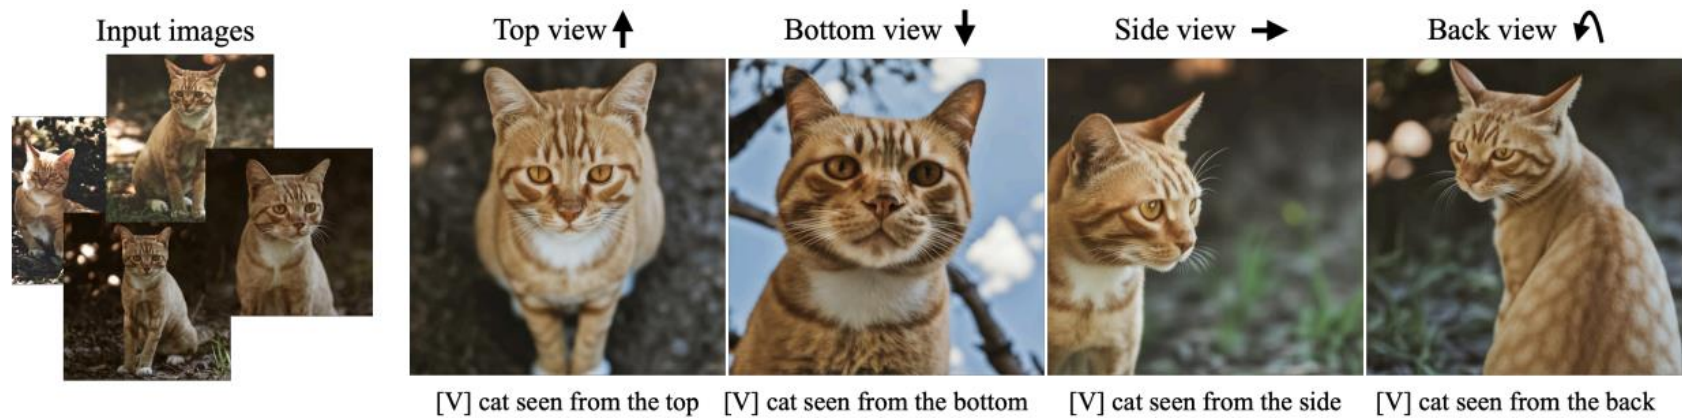 Input images
Top view
Bottom view
Side view
Back view
[V] cat seen from the top
[V] cat seen from the bottom
[V] cat seen from the side
[V] cat seen from the back